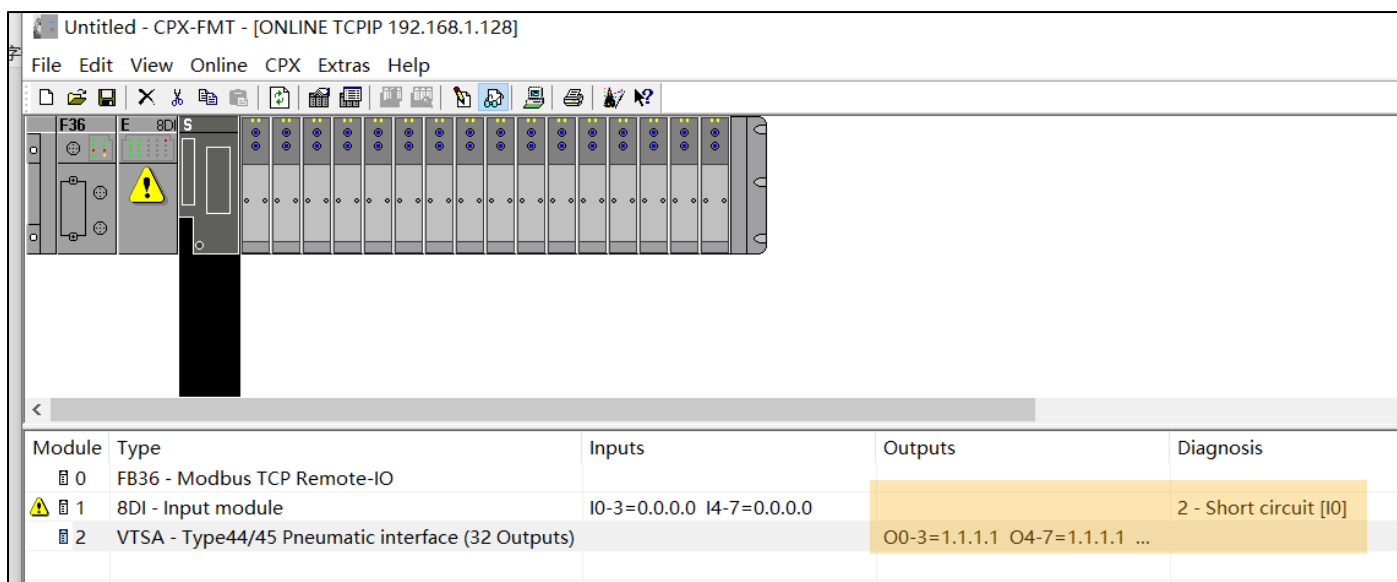 Untitled - CPX-FMT - [ONLINE TCPIP 192.168.1.128]
字
File Edit View Online CPX Extras Help
F36 E 8DI S
Module Type Inputs Outputs Diagnosis
0 FB36 - Modbus TCP Remote-IO
1 8DI - Input module I0-3=0.0.0.0 I4-7=0.0.0.0 2 - Short circuit [I0]
2 VTSA - Type44/45 Pneumatic interface (32 Outputs) O0-3=1.1.1.1 O4-7=1.1.1.1 ...